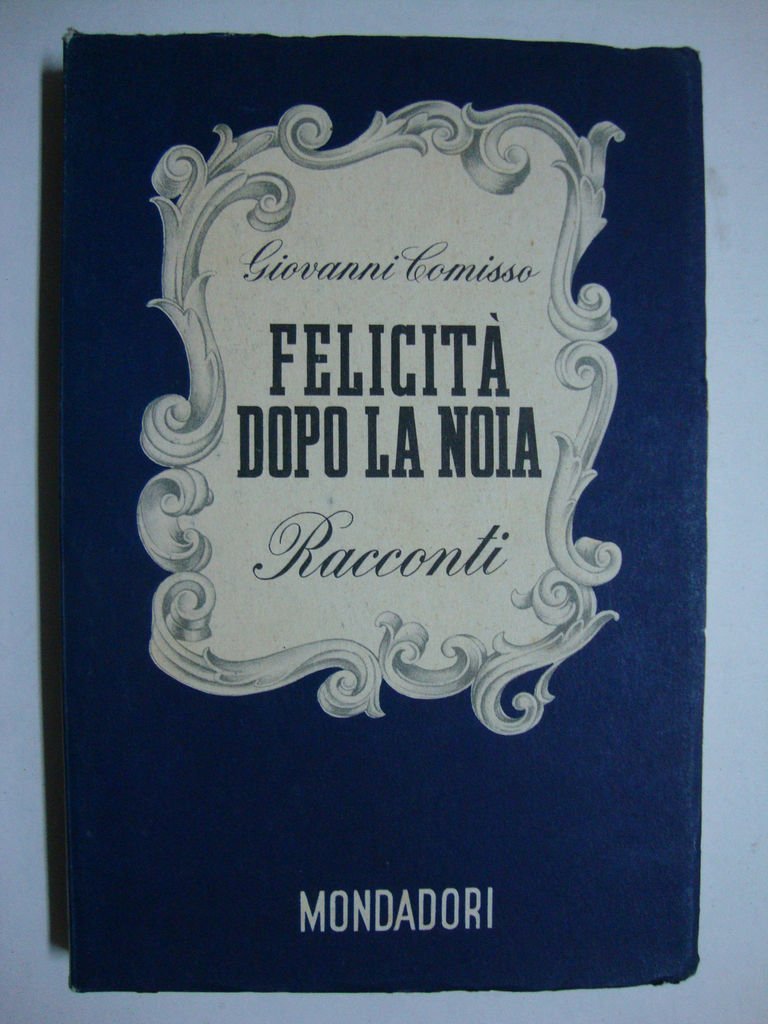 Giovanni Comisso
FELICITÀ
DOPO LA NOIA
Racconti
MONDADORI